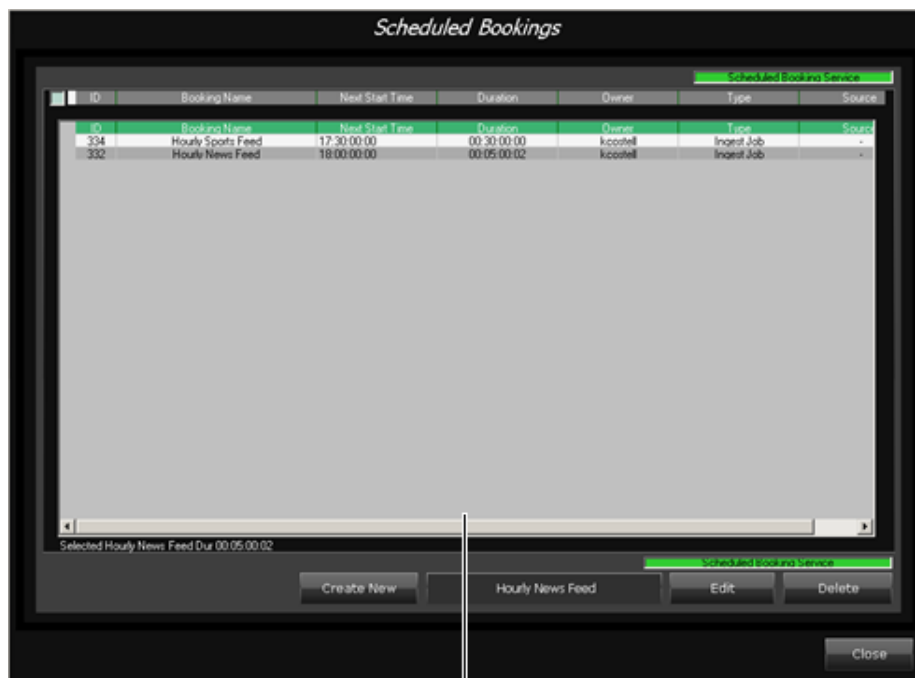 Scheduled Bookings
Scheduled Booking Service
ID Booking Name Next Start Time Duration Owner Type Source
ID Booking Name Next Start Time Duration Owner Type Source
334 Hourly Sports Feed 17:30:00:00 00:30:00:00 kcostell Ingest Job -
332 Hourly News Feed 18:00:00:00 00:05:00:02 kcostell Ingest Job -
Selected Hourly News Feed Dur 00:05:00:02
Scheduled Booking Service
Create New Hourly News Feed Edit Delete
Close